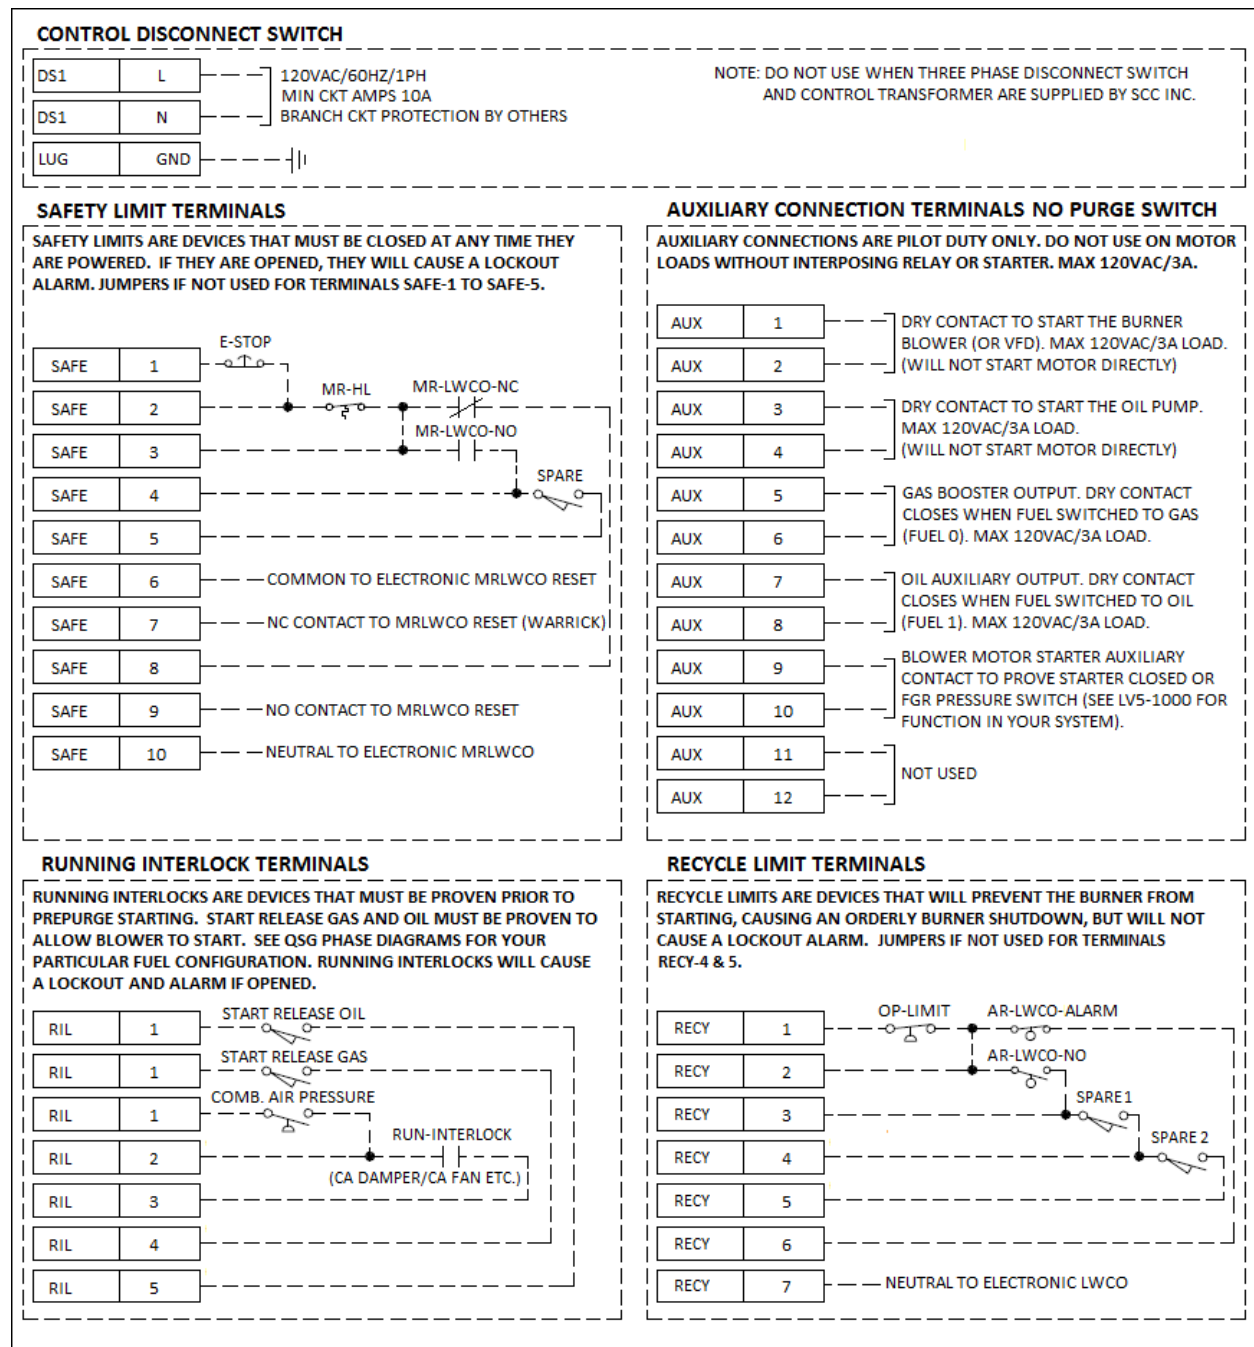 CONTROL DISCONNECT SWITCH
DS1 L
120VAC/60HZ/1PH
MIN CKT AMPS 10A
DS1 N
BRANCH CKT PROTECTION BY OTHERS
NOTE: DO NOT USE WHEN THREE PHASE DISCONNECT SWITCH
AND CONTROL TRANSFORMER ARE SUPPLIED BY SCC INC.
LUG GND
SAFETY LIMIT TERMINALS
SAFETY LIMITS ARE DEVICES THAT MUST BE CLOSED AT ANY TIME THEY
ARE POWERED. IF THEY ARE OPENED, THEY WILL CAUSE A LOCKOUT
ALARM. JUMPERS IF NOT USED FOR TERMINALS SAFE-1 TO SAFE-5.
E-STOP
SAFE 1
MR-HL
MR-LWCO-NC
SAFE 2
MR-LWCO-NO
SAFE 3
SPARE
SAFE 4
SAFE 5
SAFE 6 COMMON TO ELECTRONIC MRLWCO RESET
SAFE 7 NC CONTACT TO MRLWCO RESET (WARRICK)
SAFE 8
SAFE 9 NO CONTACT TO MRLWCO RESET
SAFE 10 NEUTRAL TO ELECTRONIC MRLWCO
AUXILIARY CONNECTION TERMINALS NO PURGE SWITCH
AUXILIARY CONNECTIONS ARE PILOT DUTY ONLY. DO NOT USE ON MOTOR
LOADS WITHOUT INTERPOSING RELAY OR STARTER. MAX 120VAC/3A.
AUX 1
AUX 2
DRY CONTACT TO START THE BURNER
BLOWER (OR VFD). MAX 120VAC/3A LOAD.
(WILL NOT START MOTOR DIRECTLY)
AUX 3
AUX 4
DRY CONTACT TO START THE OIL PUMP.
MAX 120VAC/3A LOAD.
(WILL NOT START MOTOR DIRECTLY)
AUX 5
AUX 6
GAS BOOSTER OUTPUT. DRY CONTACT
CLOSES WHEN FUEL SWITCHED TO GAS
(FUEL 0). MAX 120VAC/3A LOAD.
AUX 7
AUX 8
OIL AUXILIARY OUTPUT. DRY CONTACT
CLOSES WHEN FUEL SWITCHED TO OIL
(FUEL 1). MAX 120VAC/3A LOAD.
AUX 9
AUX 10
BLOWER MOTOR STARTER AUXILIARY
CONTACT TO PROVE STARTER CLOSED OR
FGR PRESSURE SWITCH (SEE LV5-1000 FOR
FUNCTION IN YOUR SYSTEM).
AUX 11
AUX 12
NOT USED
RUNNING INTERLOCK TERMINALS
RUNNING INTERLOCKS ARE DEVICES THAT MUST BE PROVEN PRIOR TO
PREPURGE STARTING. START RELEASE GAS AND OIL MUST BE PROVEN TO
ALLOW BLOWER TO START. SEE QSG PHASE DIAGRAMS FOR YOUR
PARTICULAR FUEL CONFIGURATION. RUNNING INTERLOCKS WILL CAUSE
A LOCKOUT AND ALARM IF OPENED.
START RELEASE OIL
RIL 1
START RELEASE GAS
RIL 1
COMB. AIR PRESSURE
RIL 1
RUN-INTERLOCK
RIL 2
(CA DAMPER/CA FAN ETC.)
RIL 3
RIL 4
RIL 5
RECYCLE LIMIT TERMINALS
RECYCLE LIMITS ARE DEVICES THAT WILL PREVENT THE BURNER FROM
STARTING, CAUSING AN ORDERLY BURNER SHUTDOWN, BUT WILL NOT
CAUSE A LOCKOUT ALARM. JUMPERS IF NOT USED FOR TERMINALS
RECY-4 & 5.
OP-LIMIT
AR-LWCO-ALARM
RECY 1
AR-LWCO-NO
RECY 2
SPARE1
RECY 3
SPARE 2
RECY 4
RECY 5
RECY 6
RECY 7 NEUTRAL TO ELECTRONIC LWCO